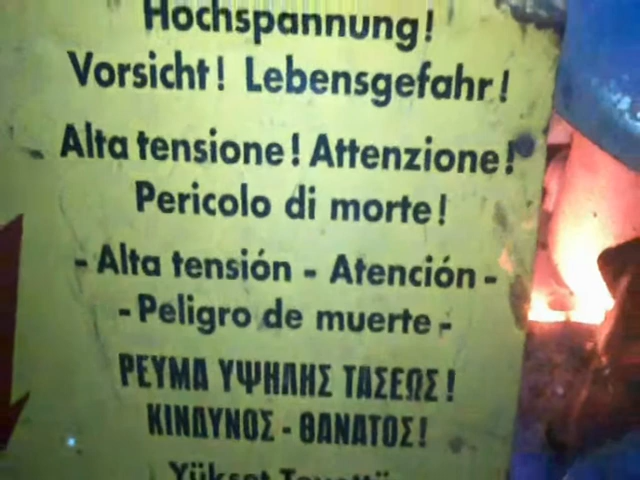 Hochspannung!
Vorsicht! Lebensgefahr!
Alta tensione! Attenzione!
Pericolo di morte!
- Alta tensión - Atención -
- Peligro de muerte -
ΡΕΥΜΑ ΥΨΗΛΗΣ ΤΑΣΕΩΣ!
ΚΙΝΔΥΝΟΣ - ΘΑΝΑΤΟΣ!